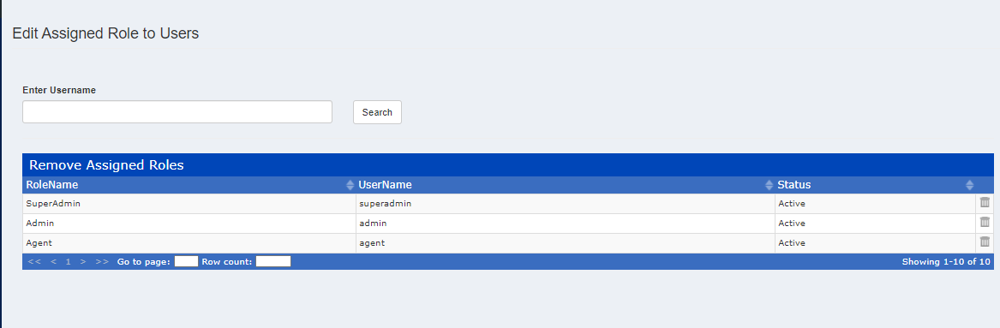 Edit Assigned Role to Users
Enter Username
Search
Remove Assigned Roles
RoleName UserName Status
SuperAdmin superadmin Active
Admin admin Active
Agent agent Active
<< < 1 > >> Go to page: Row count: Showing 1-10 of 10